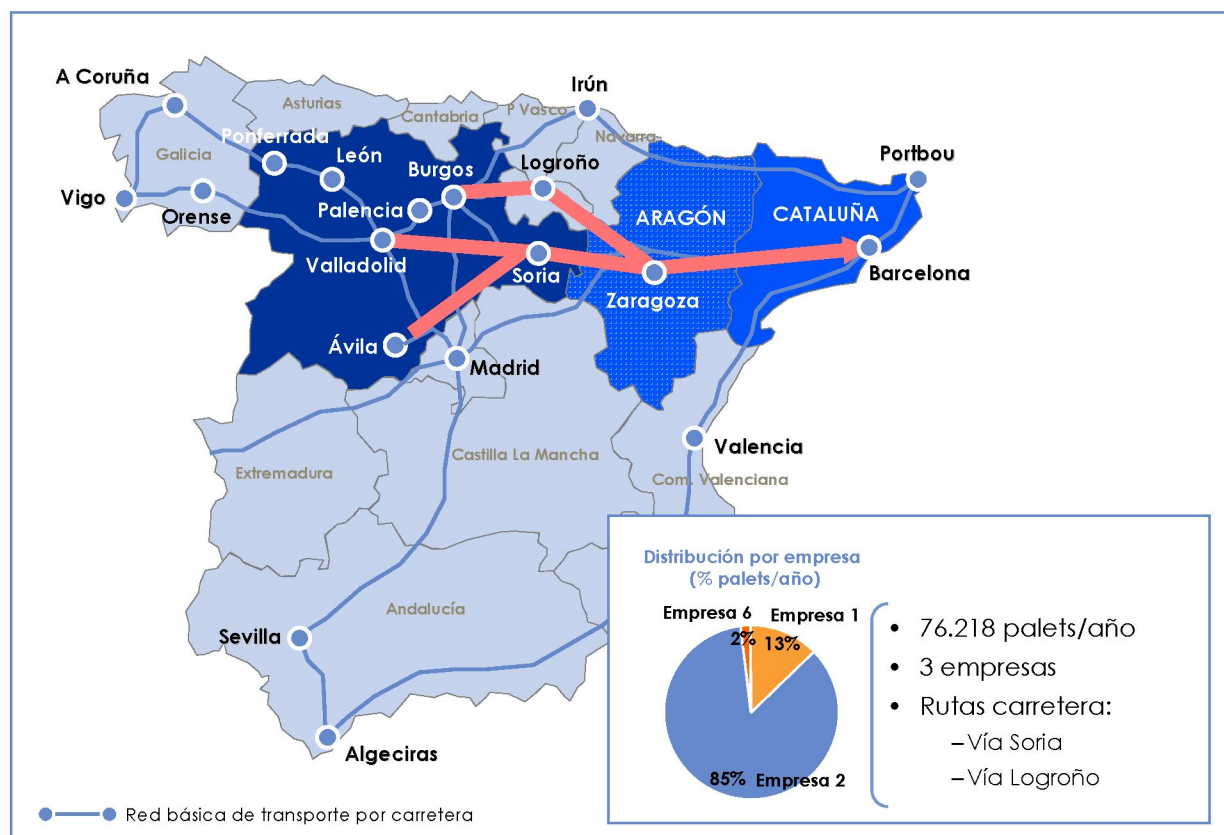 A Coruña
Asturias
Cantabria
P Vasco
Irún
Navarra
Ponferrada
Galicia
León
Burgos
Logroño
Portbou
Vigo
Orense
Palencia
ARAGÓN
CATALUÑA
Valladolid
Soria
Zaragoza
Barcelona
Ávila
Madrid
Valencia
Extremadura
Castilla La Mancha
Com. Valenciana
Andalucía
Sevilla
Algeciras
Red básica de transporte por carretera
Distribución por empresa
(% palets/año)
Empresa 6
Empresa 1
2%
13%
85%
Empresa 2
• 76.218 palets/año
• 3 empresas
• Rutas carretera:
– Vía Soria
– Vía Logroño